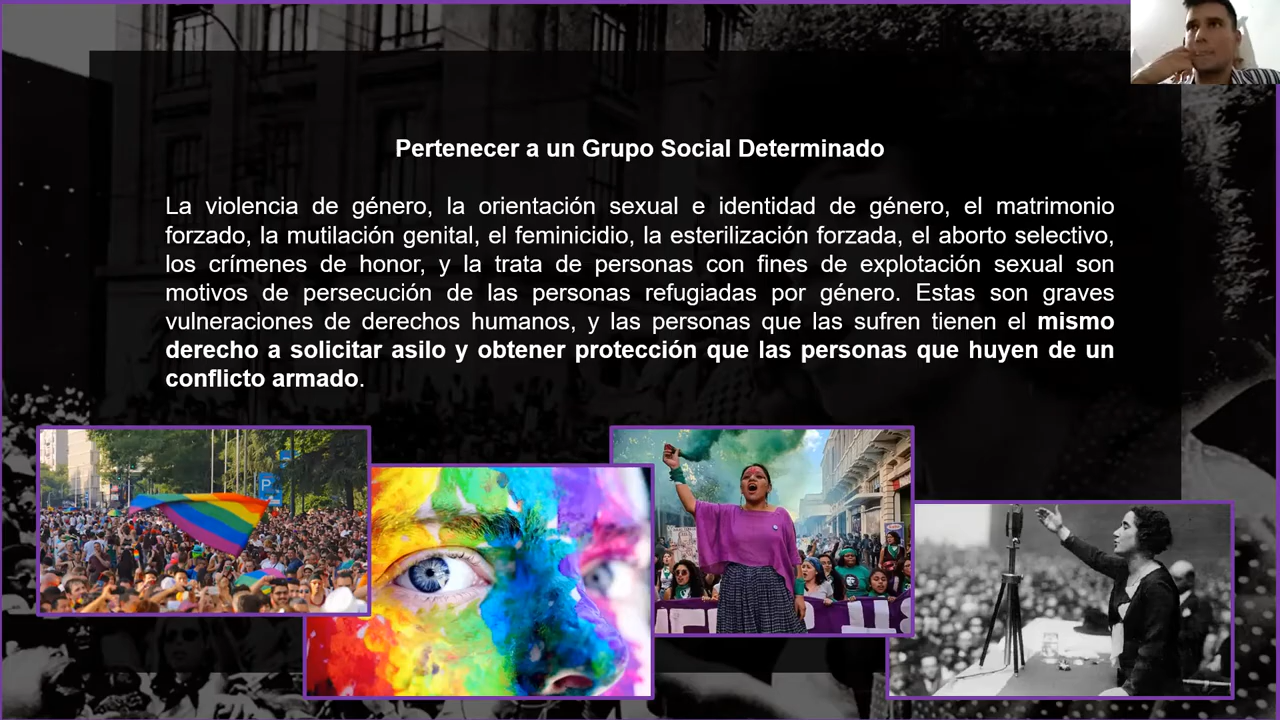 Pertenecer a un Grupo Social Determinado
La violencia de género, la orientación sexual e identidad de género, el matrimonio
forzado, la mutilación genital, el feminicidio, la esterilización forzada, el aborto selectivo,
los crímenes de honor, y la trata de personas con fines de explotación sexual son
motivos de persecución de las personas refugiadas por género. Estas son graves
vulneraciones de derechos humanos, y las personas que las sufren tienen el mismo
derecho a solicitar asilo y obtener protección que las personas que huyen de un
conflicto armado.
P